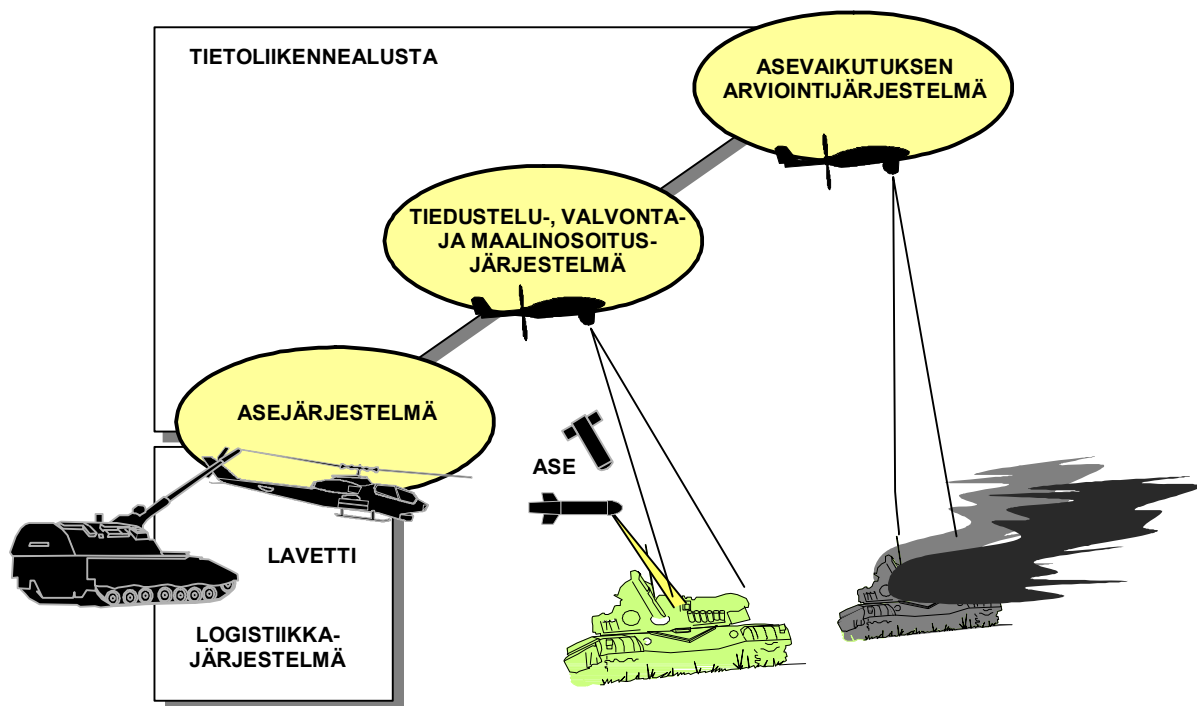 TIETOLIIKENNEALUSTA
ASEVAIKUTUKSEN
ARVIOINTIJÄRJESTELMÄ
TIEDUSTELU-, VALVONTA-
JA MAALINOSOITUS-
JÄRJESTELMÄ
ASEJÄRJESTELMÄ
ASE
LAVETTI
LOGISTIIKKA-
JÄRJESTELMÄ